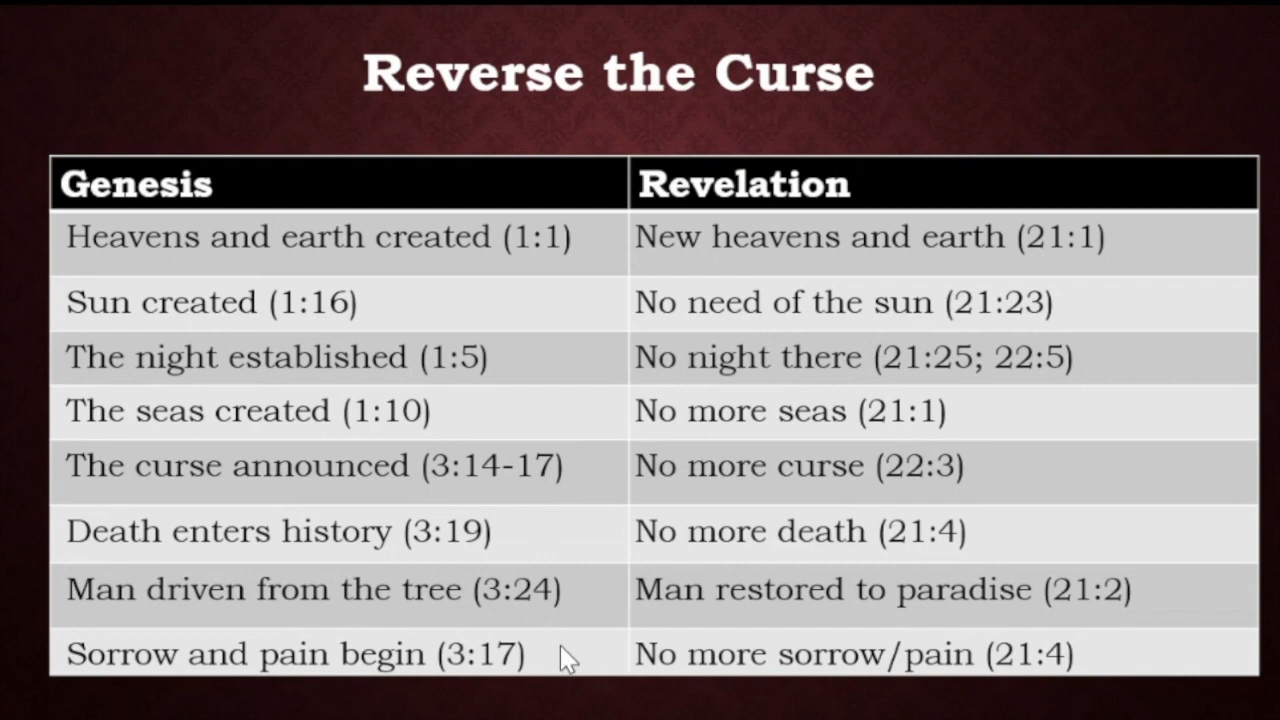 Reverse the Curse
Genesis Revelation
Heavens and earth created (1:1) New heavens and earth (21:1)
Sun created (1:16) No need of the sun (21:23)
The night established (1:5) No night there (21:25; 22:5)
The seas created (1:10) No more seas (21:1)
The curse announced (3:14-17) No more curse (22:3)
Death enters history (3:19) No more death (21:4)
Man driven from the tree (3:24) Man restored to paradise (21:2)
Sorrow and pain begin (3:17) No more sorrow/pain (21:4)